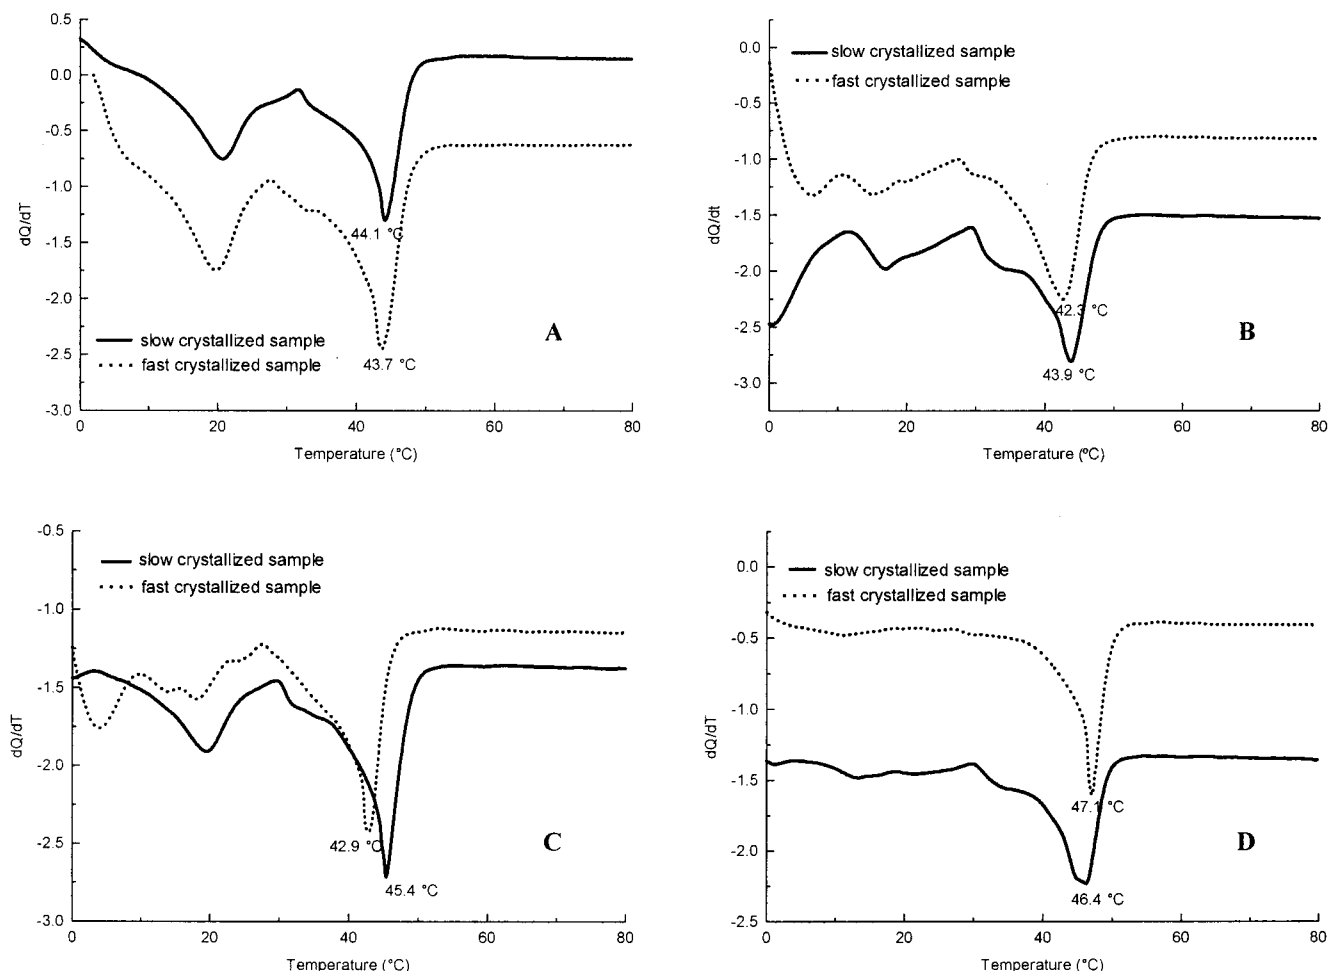 A
0.5
0.0
-0.5
-1.0
-1.5
-2.0
-2.5
-3.0
dQ/dT
44.1 °C
43.7 °C
slow crystallized sample
fast crystallized sample
A
0 20 40 60 80
Temperature (°C)
B
0.0
-0.5
-1.0
-1.5
-2.0
-2.5
-3.0
dQ/dt
slow crystallized sample
fast crystallized sample
42.3 °C
43.9 °C
B
0 20 40 60 80
Temperature (ºC)
-0.5
-1.0
-1.5
-2.0
-2.5
-3.0
dQ/dT
slow crystallized sample
fast crystallized sample
42.9 °C
45.4 °C
C
0 20 40 60 80
Temperature (°C)
0.0
-0.5
-1.0
-1.5
-2.0
-2.5
dQ/dT
slow crystallized sample
fast crystallized sample
47.1 °C
46.4 °C
D
0 20 40 60 80
Temperature (°C)